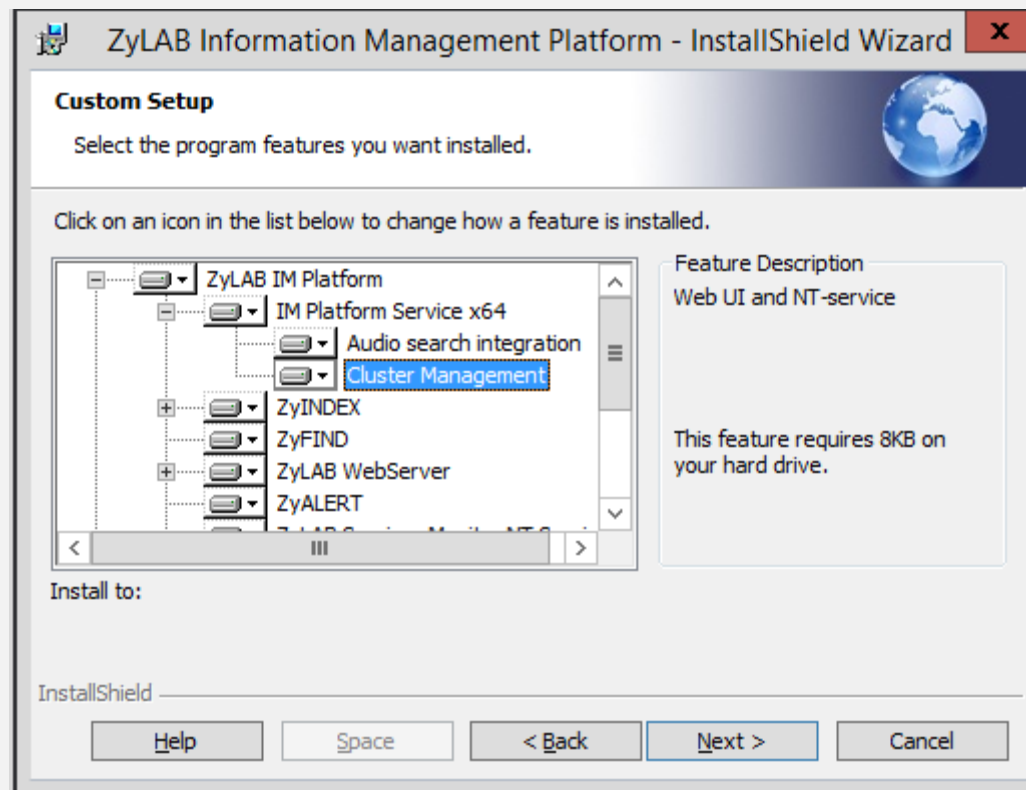 ZyLAB Information Management Platform - InstallShield Wizard
x
Custom Setup
Select the program features you want installed.
Click on an icon in the list below to change how a feature is installed.
ZyLAB IM Platform
IM Platform Service x64
Audio search integration
Cluster Management
ZyINDEX
ZyFIND
ZyLAB WebServer
ZyALERT
Feature Description
Web UI and NT-service
This feature requires 8KB on
your hard drive.
Install to:
InstallShield
Help
Space
< Back
Next >
Cancel